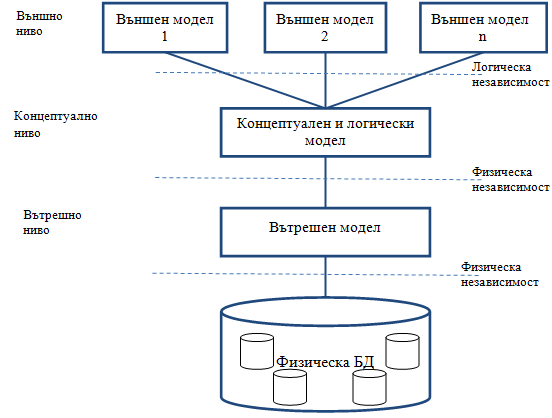 Външно
ниво
Външен модел
1
Външен модел
2
Външен модел
n
Логическа
независимост
Концептуално
ниво
Концептуален и логически
модел
Физическа
независимост
Вътрешно
ниво
Вътрешен модел
Физическа
независимост
Физическа БД